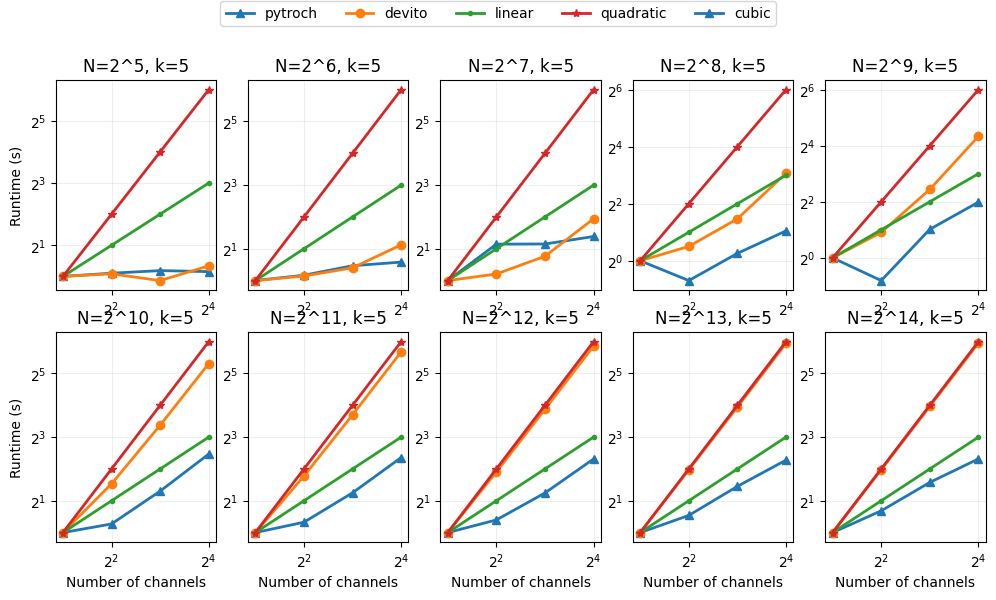 pytroch devito linear quadratic cubic
N=2^5, k=5 N=2^6, k=5 N=2^7, k=5 N=2^8, k=5 N=2^9, k=5
Runtime (s)
2^5 2^3 2^1
2^5 2^3 2^1
2^5 2^3 2^1
2^6 2^4 2^2 2^0
2^6 2^4 2^2 2^0
2^2 2^4 2^2 2^4 2^2 2^4 2^2 2^4 2^2 2^4
N=2^10, k=5 N=2^11, k=5 N=2^12, k=5 N=2^13, k=5 N=2^14, k=5
Runtime (s)
2^5 2^3 2^1
2^5 2^3 2^1
2^5 2^3 2^1
2^5 2^3 2^1
2^5 2^3 2^1
2^2 2^4 2^2 2^4 2^2 2^4 2^2 2^4 2^2 2^4
Number of channels Number of channels Number of channels Number of channels Number of channels